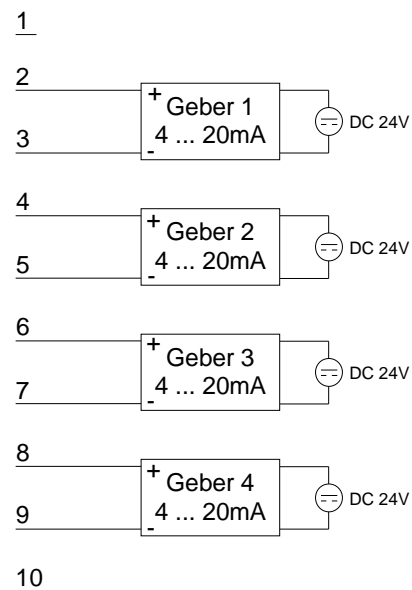 1
2
+ Geber 1
DC 24V
3
- 4 ... 20mA
4
+ Geber 2
DC 24V
5
- 4 ... 20mA
6
+ Geber 3
DC 24V
7
- 4 ... 20mA
8
+ Geber 4
DC 24V
9
- 4 ... 20mA
10